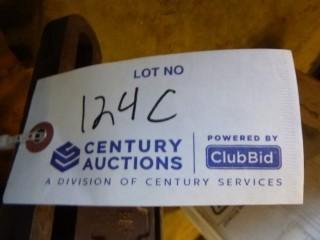 LOT NO
124C
CENTURY
AUCTIONS
POWERED BY
ClubBid
A DIVISION OF CENTURY SERVICES